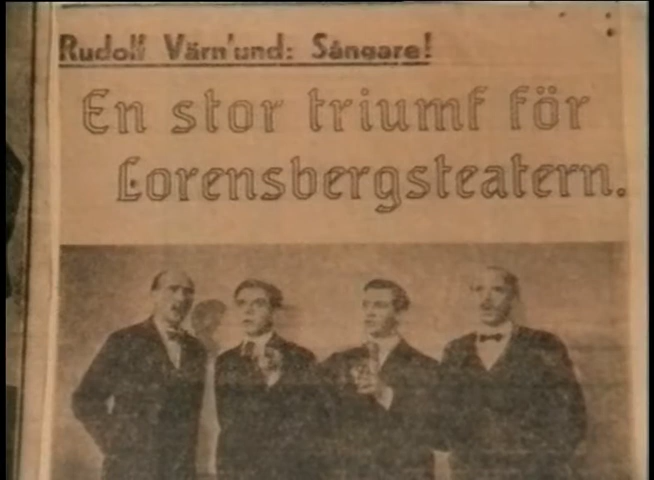 Rudolf Värn'und: Sångare!
En stor triumf för
Lorensbergsteatern.